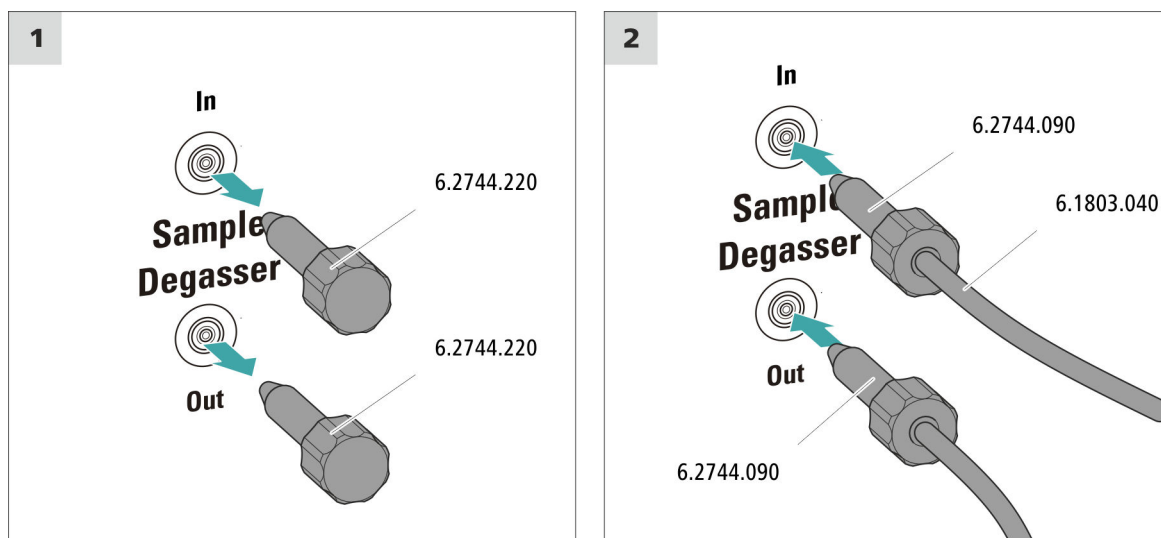 1
In
6.2744.220
Sample
Degasser
6.2744.220
Out
2
In
6.2744.090
6.1803.040
Sample
Degasser
Out
6.2744.090